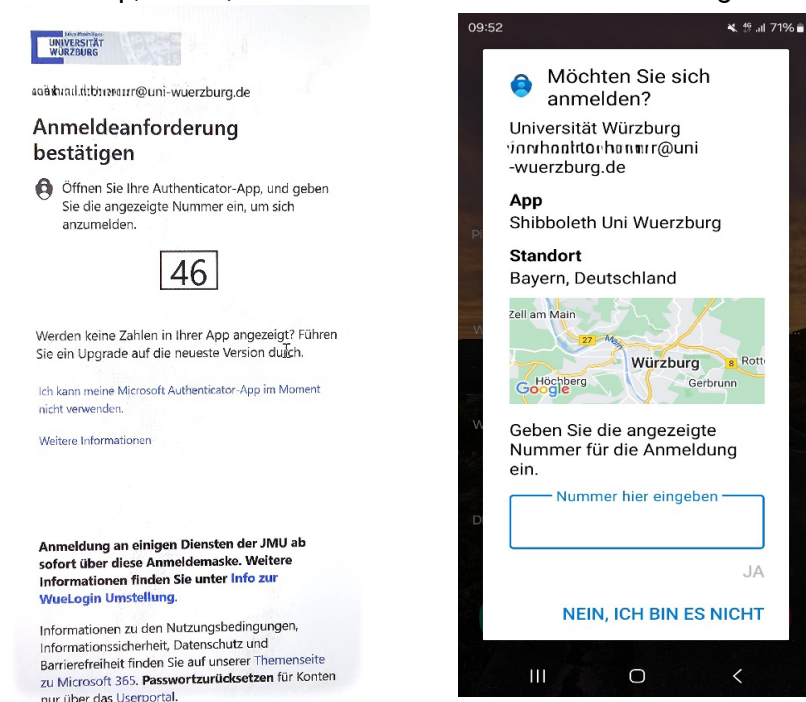 UNIVERSITÄT
WÜRZBURG
@uni-wuerzburg.de
Anmeldeanforderung
bestätigen
Öffnen Sie Ihre Authenticator-App, und geben
Sie die angezeigte Nummer ein, um sich
anzumelden.
46
Werden keine Zahlen in Ihrer App angezeigt? Führen
Sie ein Upgrade auf die neueste Version durch.
Ich kann meine Microsoft Authenticator-App im Moment
nicht verwenden.
Weitere Informationen
Anmeldung an einigen Diensten der JMU ab
sofort über diese Anmeldemaske. Weitere
Informationen finden Sie unter Info zur
WueLogin Umstellung.
Informationen zu den Nutzungsbedingungen,
Informationssicherheit, Datenschutz und
Barrierefreiheit finden Sie auf unserer Themenseite
zu Microsoft 365. Passwortzurücksetzen für Konten
nur über das Userportal.
09:52
4G 71%
Möchten Sie sich
anmelden?
Universität Würzburg
@uni
-wuerzburg.de
App
Shibboleth Uni Wuerzburg
Standort
Bayern, Deutschland
Zell am Main
27
Main
Würzburg
8
Rott
Höchberg
Gerbrunn
Google
Geben Sie die angezeigte
Nummer für die Anmeldung
ein.
Nummer hier eingeben
JA
NEIN, ICH BIN ES NICHT